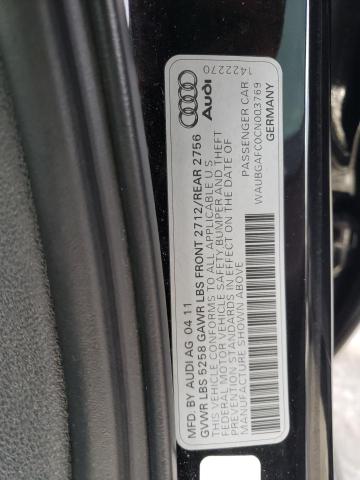 1422270
Audi
MFD. BY AUDI AG 04 11
GVWR LBS 5258 GAWR LBS FRONT 2712/REAR 2756
THIS VEHICLE CONFORMS TO ALL APPLICABLE U.S.
FEDERAL MOTOR VEHICLE SAFETY, BUMPER AND THEFT
PREVENTION STANDARDS IN EFFECT ON THE DATE OF
MANUFACTURE SHOWN ABOVE
PASSENGER CAR
WAUBGAFC0CN003769
GERMANY